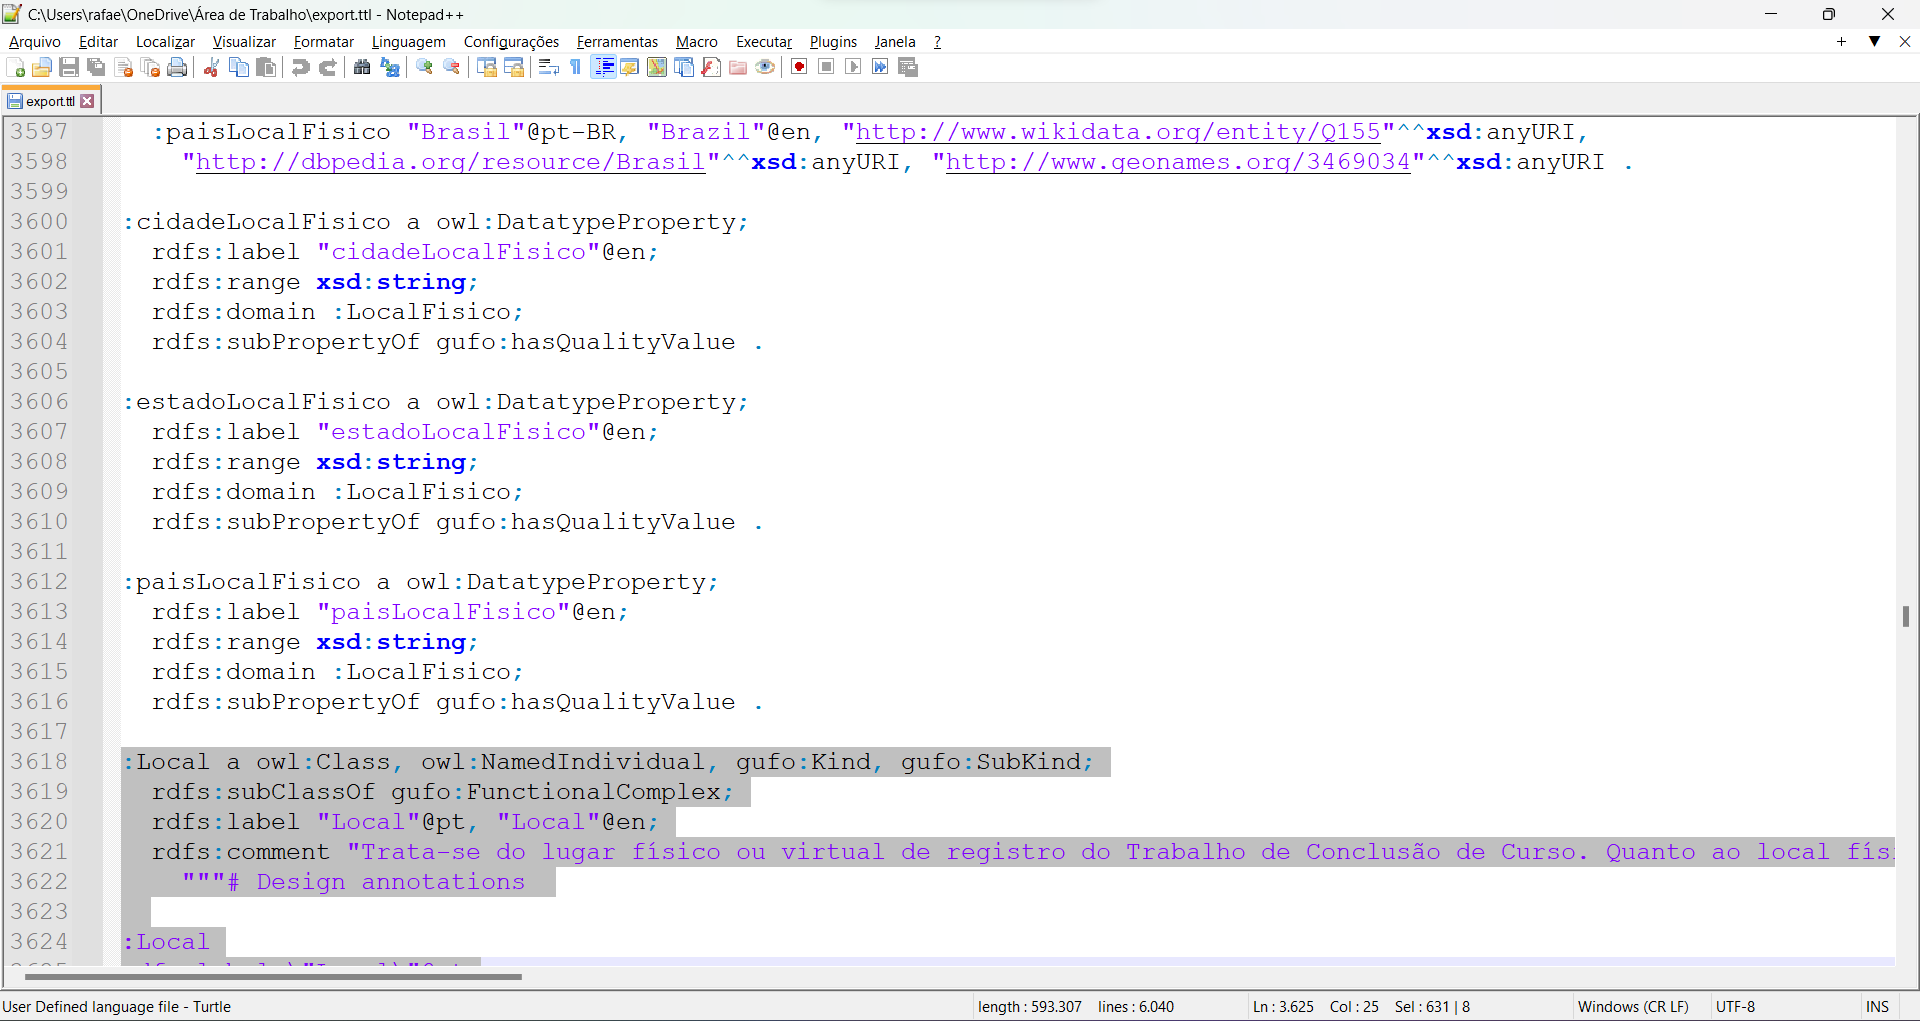 C:\Users\rafae\OneDrive\Área de Trabalho\export.ttl - Notepad++
Arquivo Editar Localizar Visualizar Formatar Linguagem Configurações Ferramentas Macro Executar Plugins Janela ?
export.ttl
3597 :paisLocalFisico "Brasil"@pt-BR, "Brazil"@en, "http://www.wikidata.org/entity/Q155"^^xsd:anyURI,
3598 "http://dbpedia.org/resource/Brasil"^^xsd:anyURI, "http://www.geonames.org/3469034"^^xsd:anyURI .
3599
3600 :cidadeLocalFisico a owl:DatatypeProperty;
3601 rdfs:label "cidadeLocalFisico"@en;
3602 rdfs:range xsd:string;
3603 rdfs:domain :LocalFisico;
3604 rdfs:subPropertyOf gufo:hasQualityValue .
3605
3606 :estadoLocalFisico a owl:DatatypeProperty;
3607 rdfs:label "estadoLocalFisico"@en;
3608 rdfs:range xsd:string;
3609 rdfs:domain :LocalFisico;
3610 rdfs:subPropertyOf gufo:hasQualityValue .
3611
3612 :paisLocalFisico a owl:DatatypeProperty;
3613 rdfs:label "paisLocalFisico"@en;
3614 rdfs:range xsd:string;
3615 rdfs:domain :LocalFisico;
3616 rdfs:subPropertyOf gufo:hasQualityValue .
3617
3618 :Local a owl:Class, owl:NamedIndividual, gufo:Kind, gufo:SubKind;
3619 rdfs:subClassOf gufo:FunctionalComplex;
3620 rdfs:label "Local"@pt, "Local"@en;
3621 rdfs:comment "Trata-se do lugar físico ou virtual de registro do Trabalho de Conclusão de Curso. Quanto ao local
3622 """# Design annotations
3623
3624 :Local
User Defined language file - Turtle length : 593.307 lines : 6.040 Ln : 3.625 Col : 25 Sel : 631 | 8 Windows (CR LF) UTF-8 INS